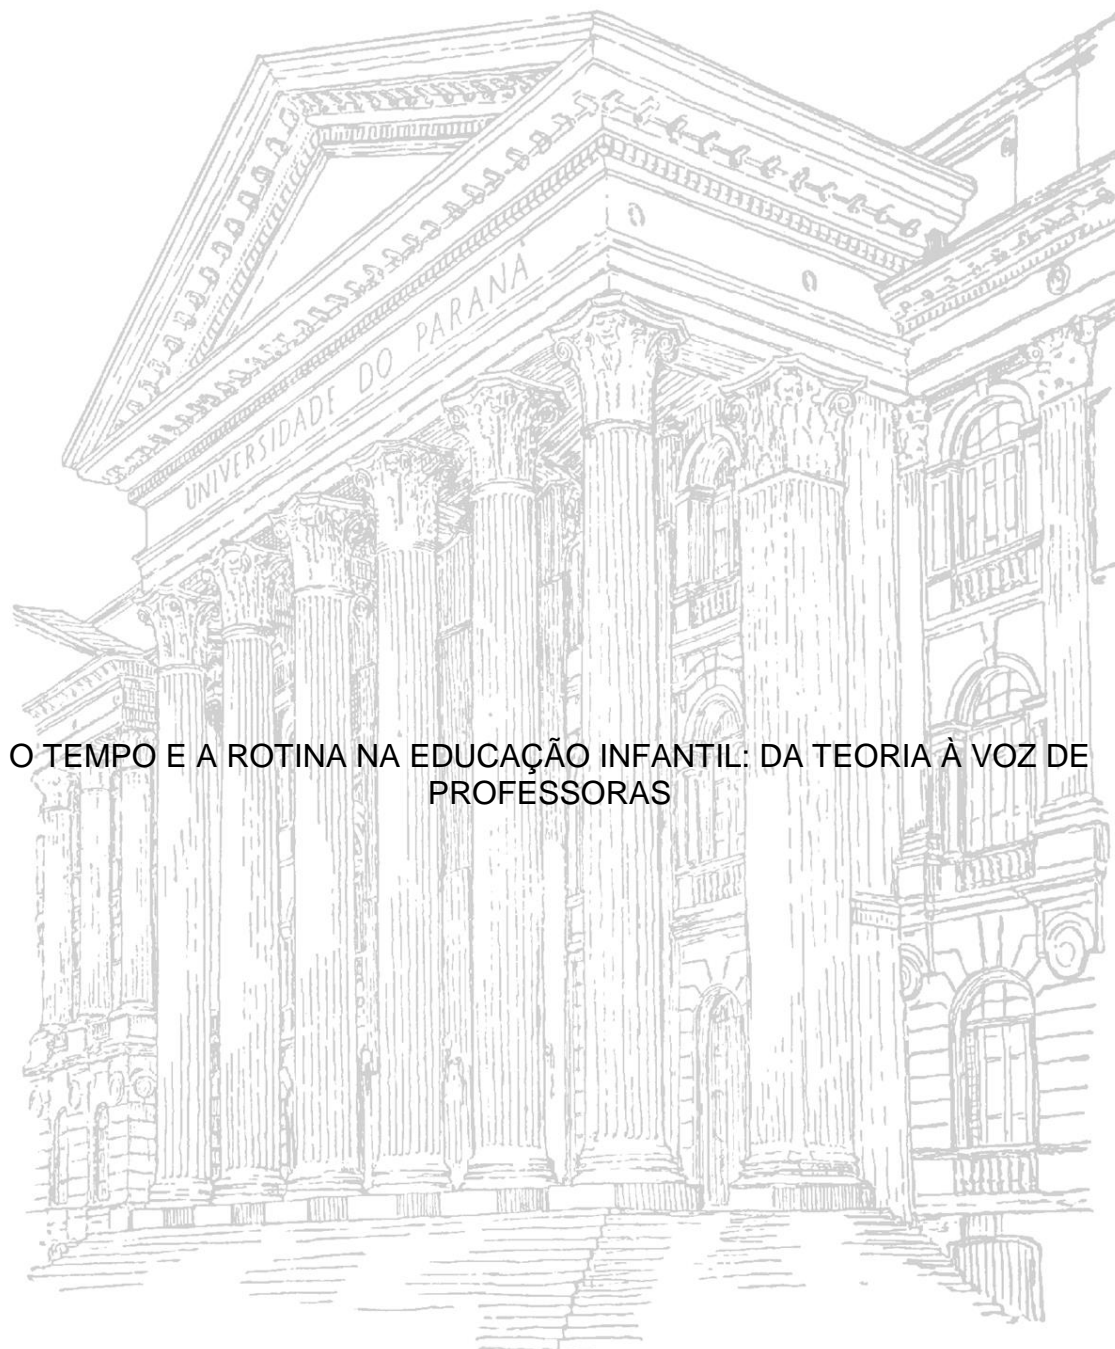 UNIVERSIDADE DO PARANÁ
O TEMPO E A ROTINA NA EDUCAÇÃO INFANTIL: DA TEORIA À VOZ DE
PROFESSORAS